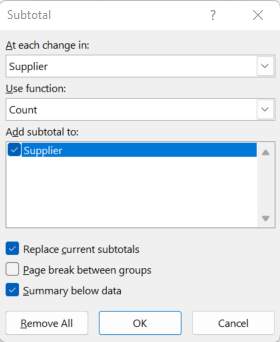 Subtotal
At each change in:
Supplier
Use function:
Count
Add subtotal to:
Supplier
Replace current subtotals
Page break between groups
Summary below data
Remove All OK Cancel